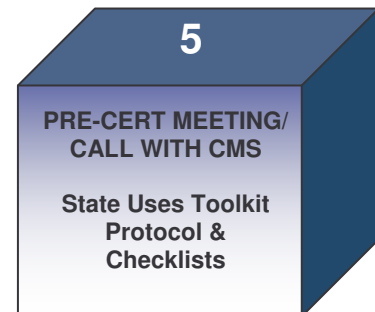 5
PRE-CERT MEETING/
CALL WITH CMS
State Uses Toolkit
Protocol &
Checklists